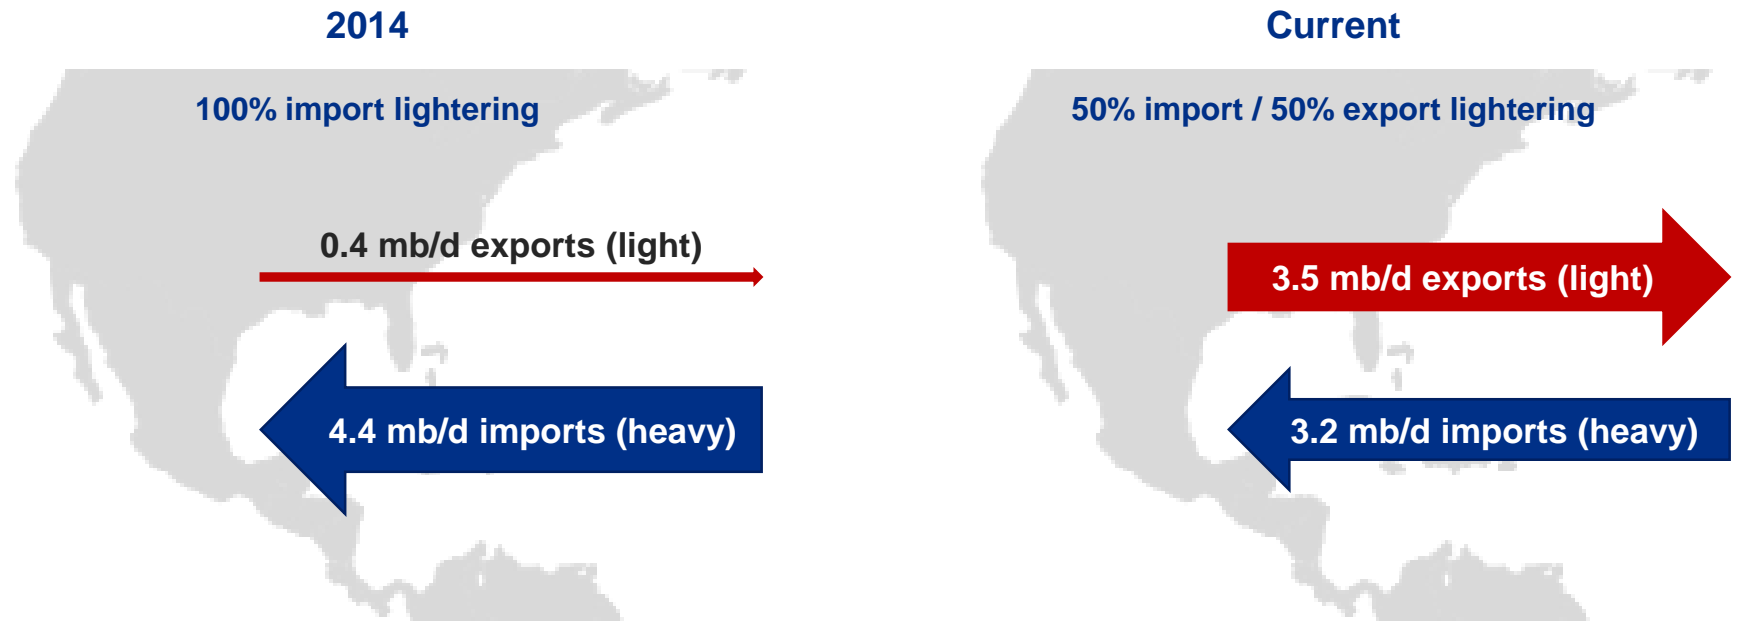 2014
100% import lightering
0.4 mb/d exports (light)
4.4 mb/d imports (heavy)
Current
50% import / 50% export lightering
3.5 mb/d exports (light)
3.2 mb/d imports (heavy)